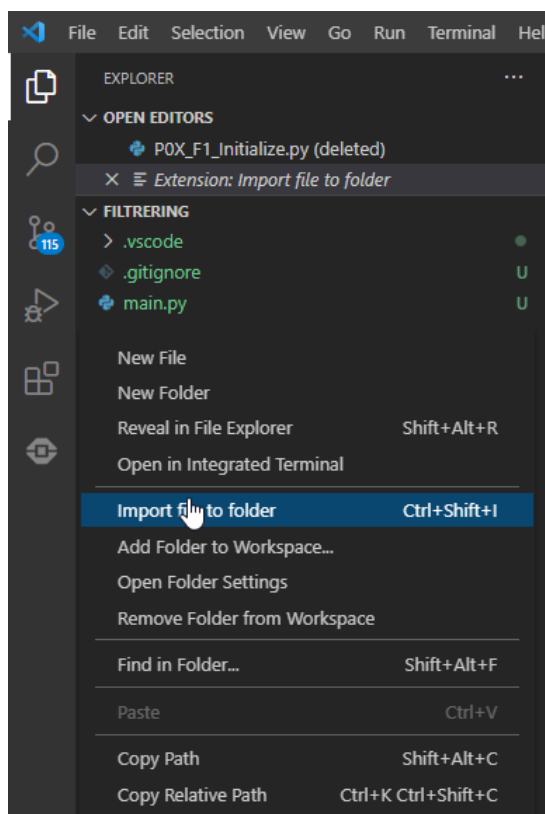 File Edit Selection View Go Run Terminal Hel
EXPLORER ...
OPEN EDITORS
P0X_F1_Initialize.py (deleted)
Extension: Import file to folder
FILTRERING
115
.vscode
.gitignore U
main.py U
New File
New Folder
Reveal in File Explorer Shift+Alt+R
Open in Integrated Terminal
Import file to folder Ctrl+Shift+I
Add Folder to Workspace...
Open Folder Settings
Remove Folder from Workspace
Find in Folder... Shift+Alt+F
Paste Ctrl+V
Copy Path Shift+Alt+C
Copy Relative Path Ctrl+K Ctrl+Shift+C